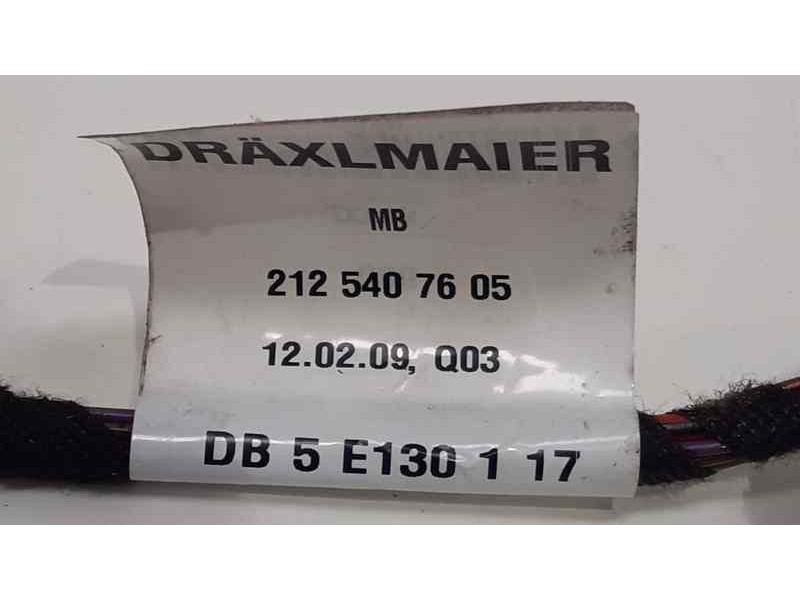 DRÄXLMAIER
MB
212 540 76 05
12.02.09, Q03
DB 5 E130 1 17